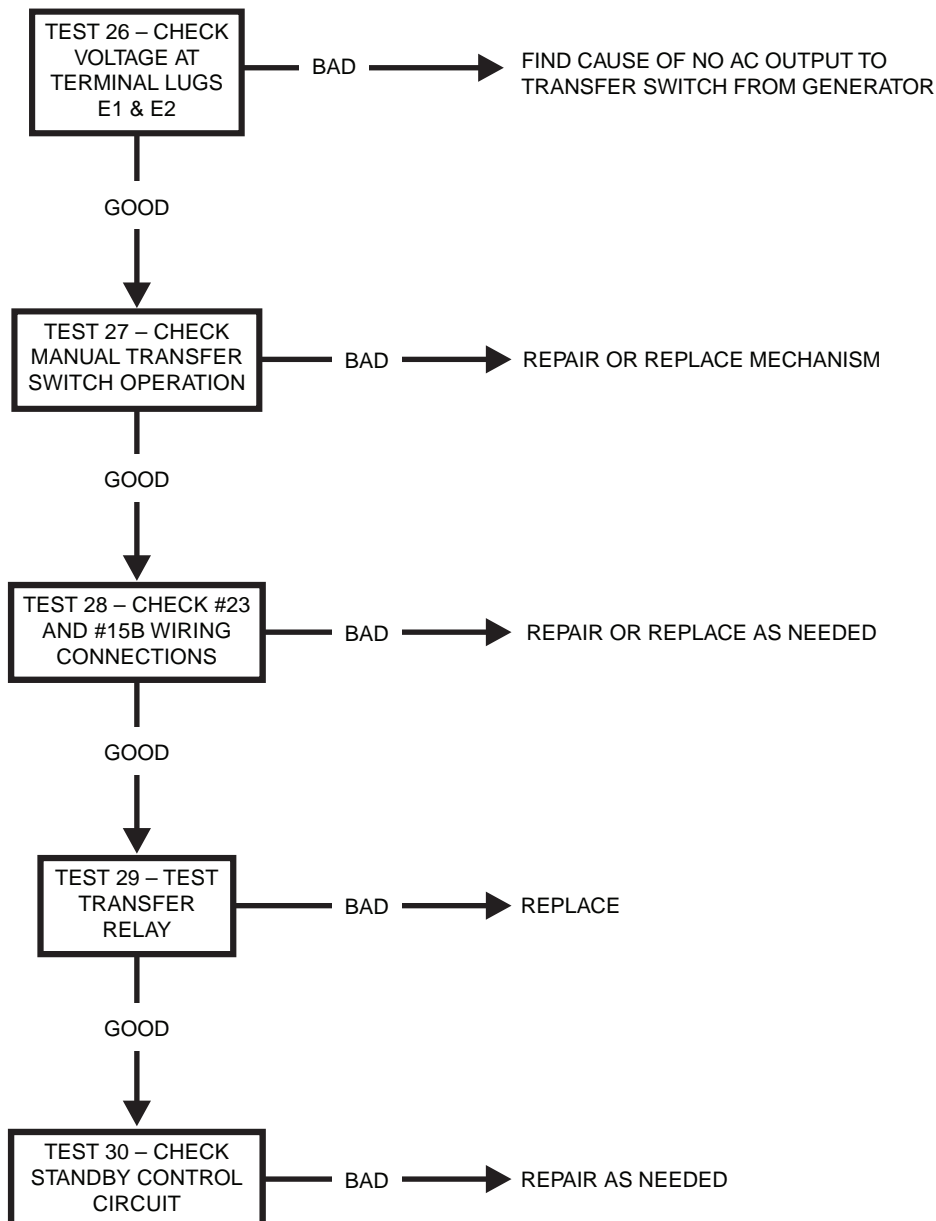 TEST 26 – CHECK
VOLTAGE AT
TERMINAL LUGS
E1 & E2
BAD
FIND CAUSE OF NO AC OUTPUT TO
TRANSFER SWITCH FROM GENERATOR
GOOD
TEST 27 – CHECK
MANUAL TRANSFER
SWITCH OPERATION
BAD
REPAIR OR REPLACE MECHANISM
GOOD
TEST 28 – CHECK #23
AND #15B WIRING
CONNECTIONS
BAD
REPAIR OR REPLACE AS NEEDED
GOOD
TEST 29 – TEST
TRANSFER
RELAY
BAD
REPLACE
GOOD
TEST 30 – CHECK
STANDBY CONTROL
CIRCUIT
BAD
REPAIR AS NEEDED